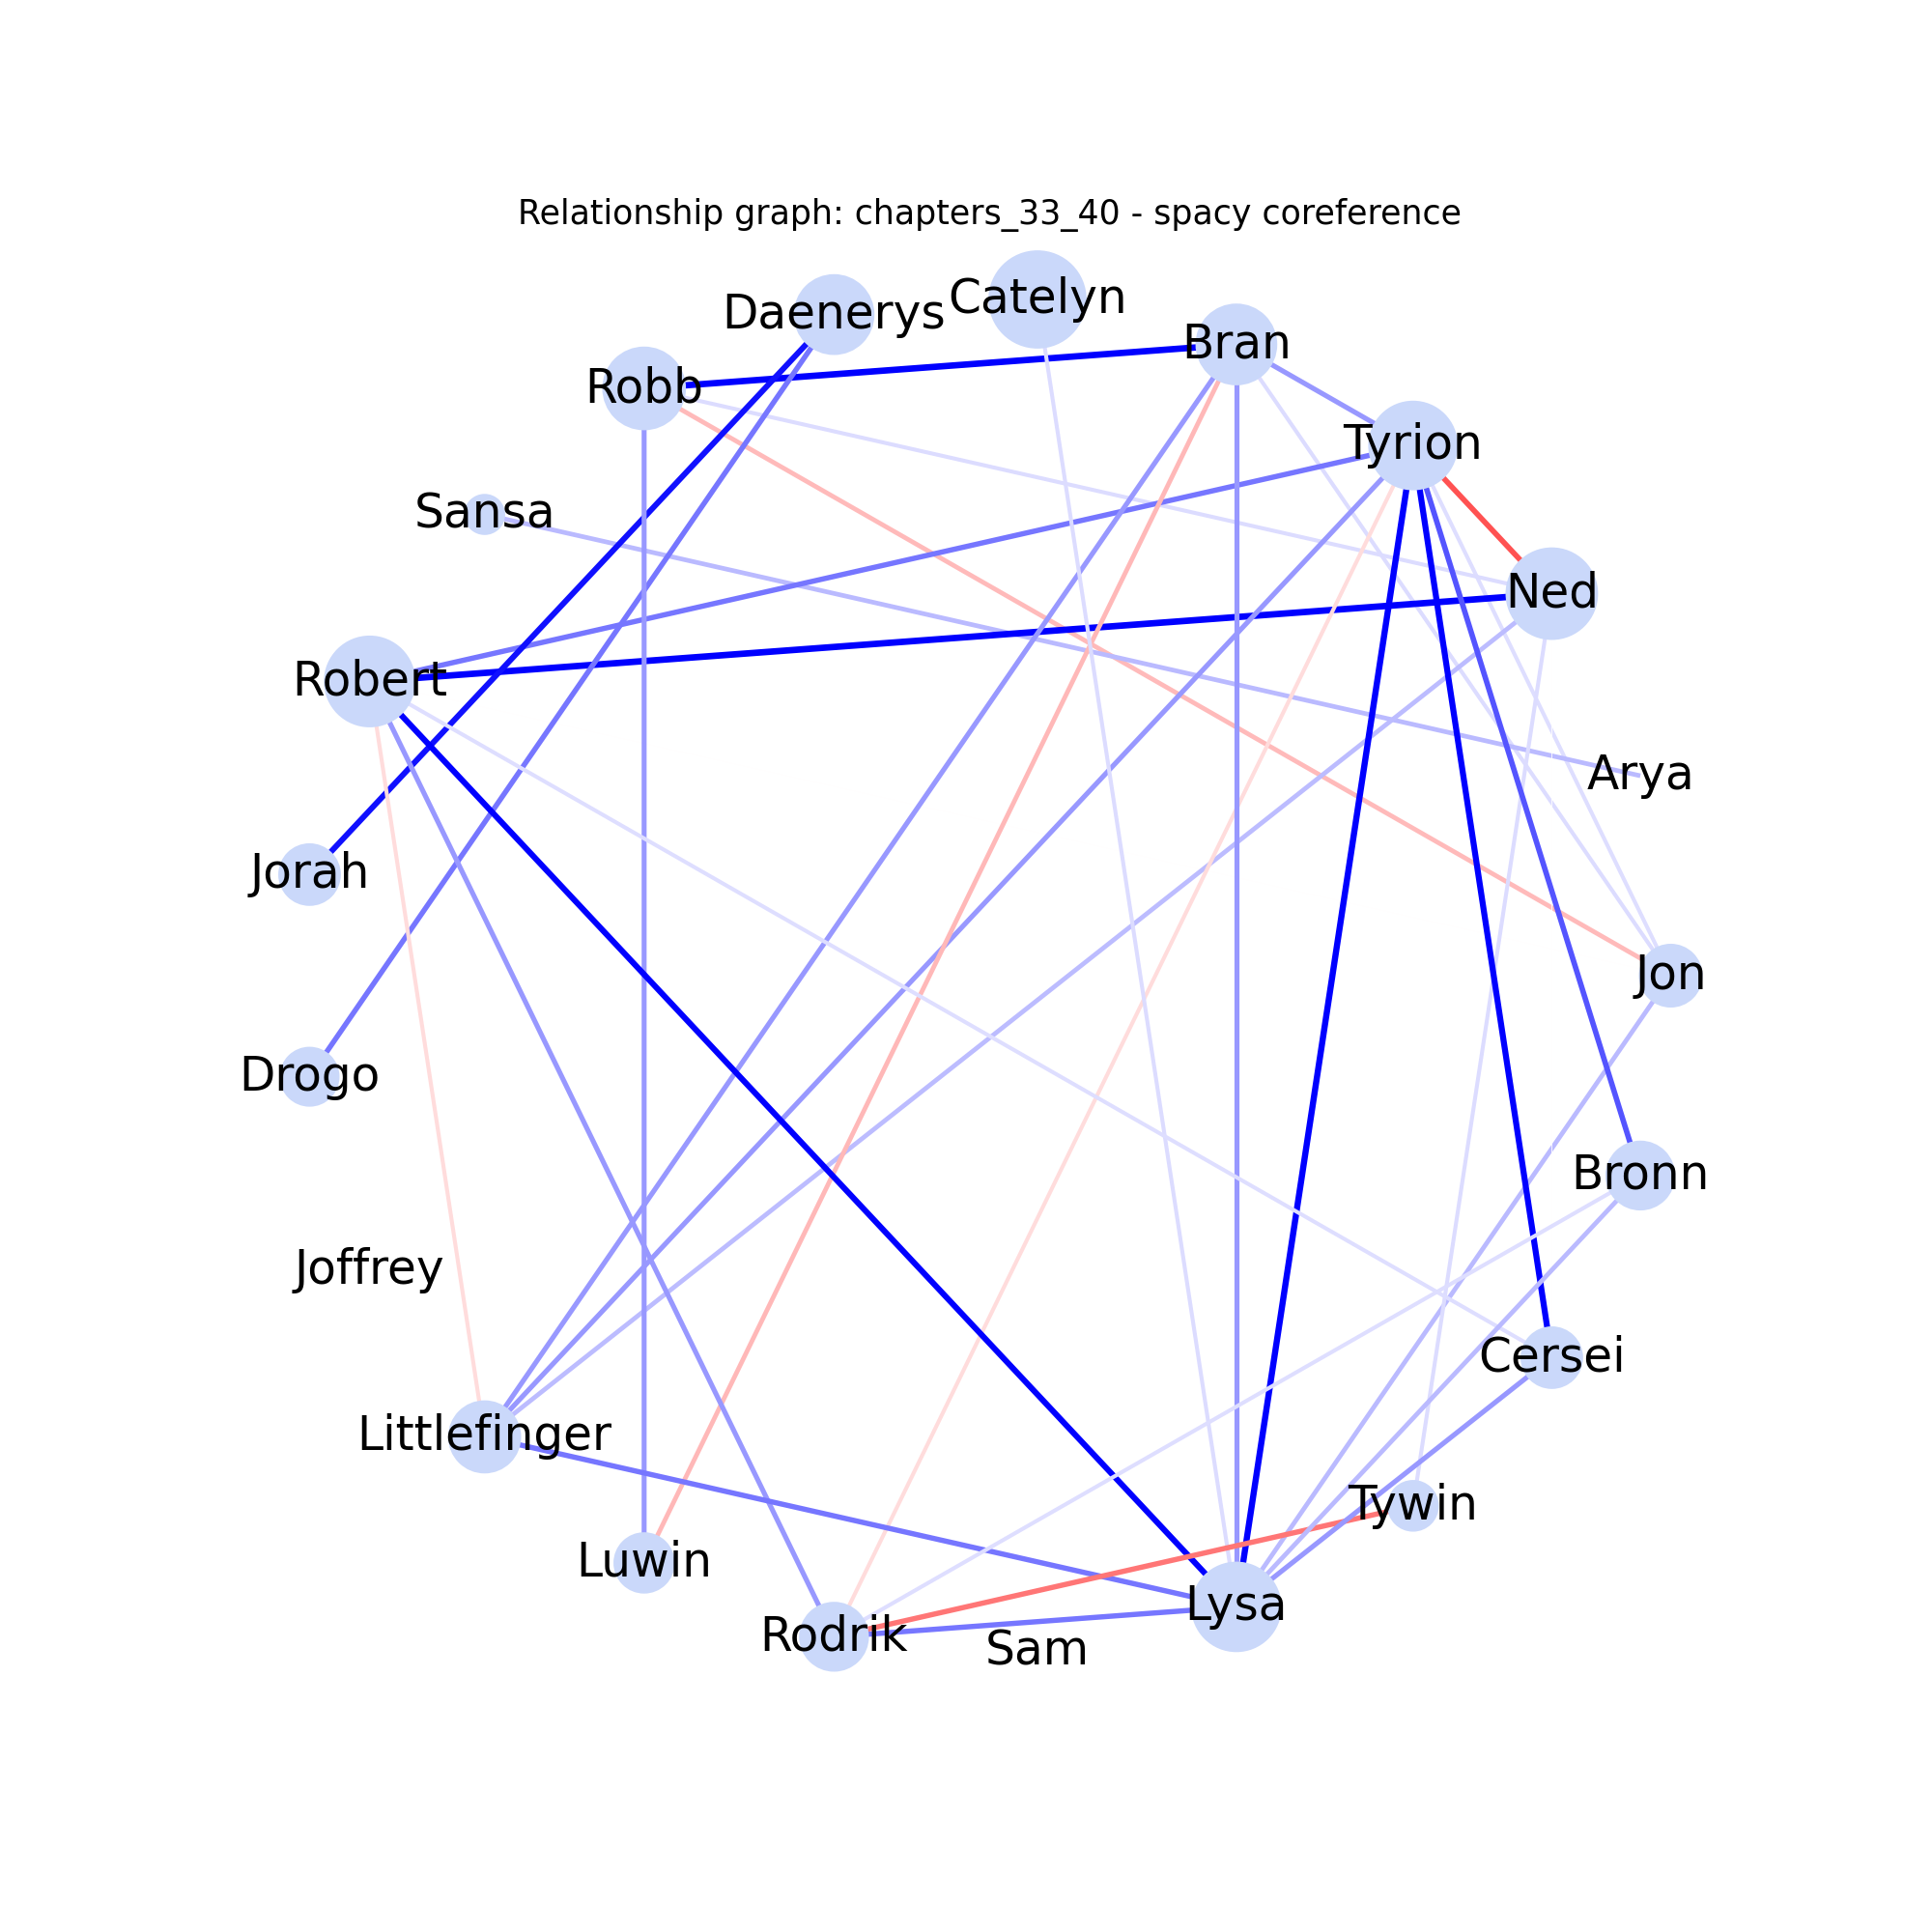 Relationship graph: chapters_33_40 - spacy coreference
Catelyn
Daenerys
Bran
Robb
Tyrion
Sansa
Ned
Robert
Arya
Jorah
Jon
Drogo
Bronn
Joffrey
Cersei
Littlefinger
Tywin
Luwin
Lysa
Rodrik
Sam